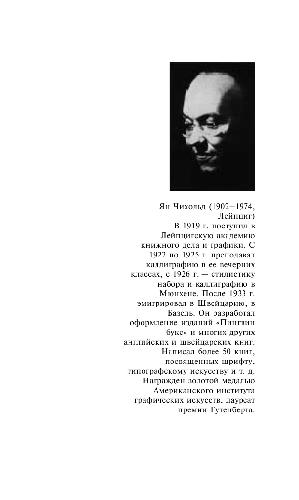 Ян Чихольд (1902–1974,
Лейпциг)
В 1919 г. поступил в
Лейпцигскую академию
книжного дела и графики. С
1922 по 1925 г. преподавал
каллиграфию в ее вечерних
классах, с 1926 г. — стилистику
набора и каллиграфию в
Мюнхене. После 1933 г.
эмигрировал в Швейцарию, в
Базель. Он разработал
оформление изданий «Пингвин
букс» и многих других
английских и швейцарских книг.
Написал более 50 книг,
посвященных шрифту,
типографскому искусству и т. д.
Награжден золотой медалью
Американского института
графических искусств, лауреат
премии Гутенберга.